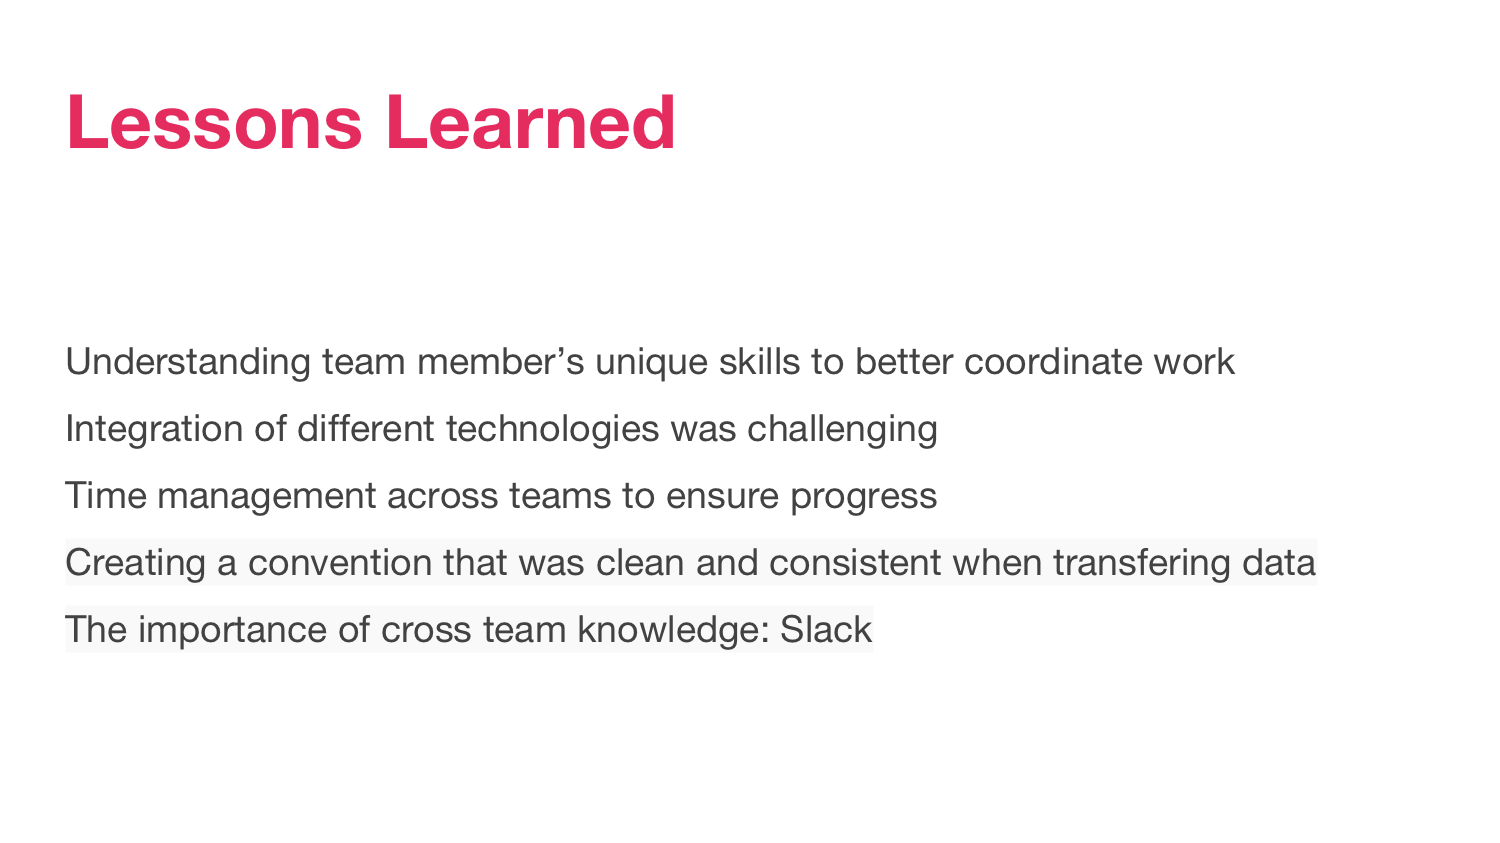 Lessons Learned
Understanding team member’s unique skills to better coordinate work
Integration of different technologies was challenging
Time management across teams to ensure progress
Creating a convention that was clean and consistent when transfering data
The importance of cross team knowledge: Slack